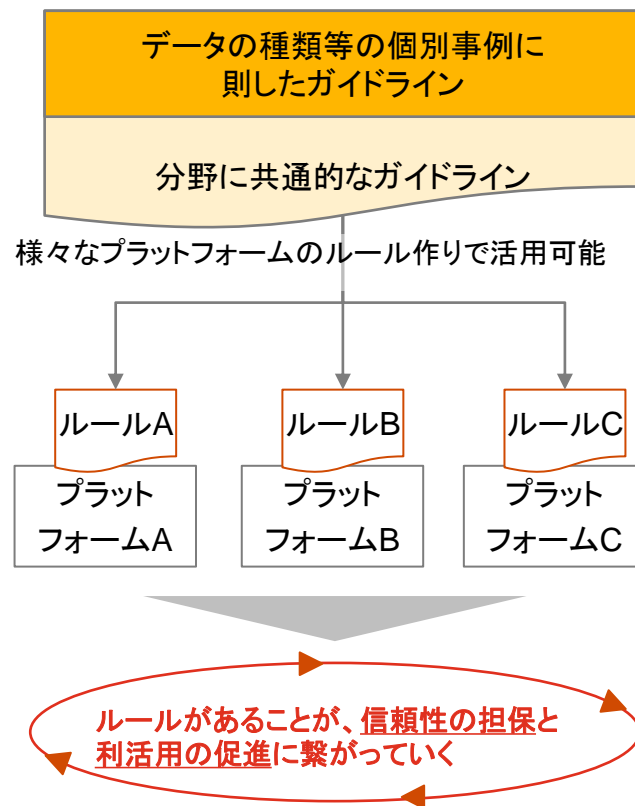 データの種類等の個別事例に
則したガイドライン
分野に共通的なガイドライン
様々なプラットフォームのルール作りで活用可能
ルールA
ルールB
ルールC
プラット
フォームA
プラット
フォームB
プラット
フォームC
ルールがあることが、信頼性の担保と
利活用の促進に繋がっていく